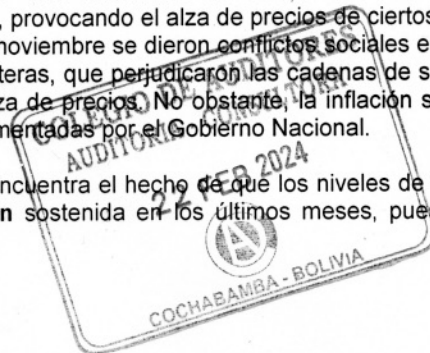 , provocando el alza de precios de ciertos
noviembre se dieron conflictos sociales e
teras, que perjudicaron las cadenas de s
za de precios. No obstante, la inflación s
mentadas por el Gobierno Nacional.
ncuentra el hecho de que los niveles de
n sostenida en los últimos meses, pue
COLEGIO DE AUDITORES
AUDITORIA CONSULTORA
22 FEB 2024
A
COCHABAMBA - BOLIVIA